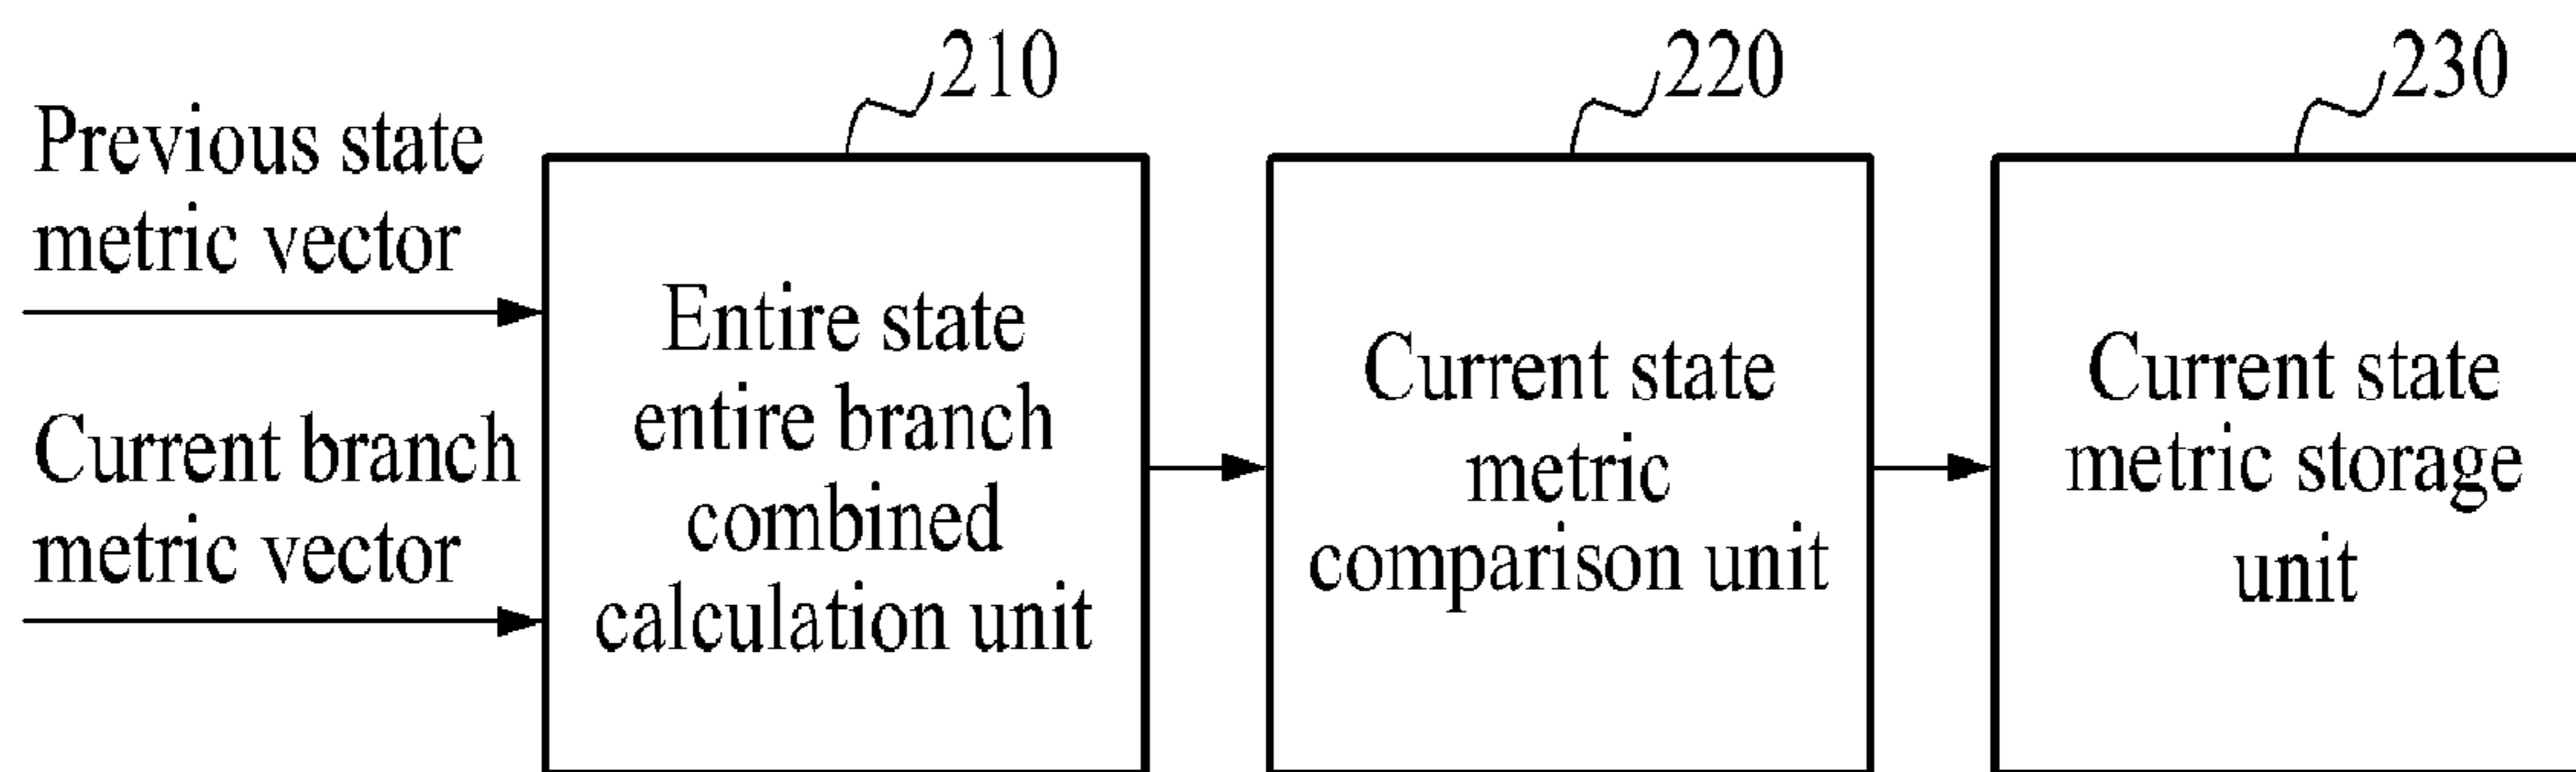 210
220
230
Previous state
metric vector
Current branch
metric vector
Entire state
entire branch
combined
calculation unit
Current state
metric
comparison unit
Current state
metric storage
unit